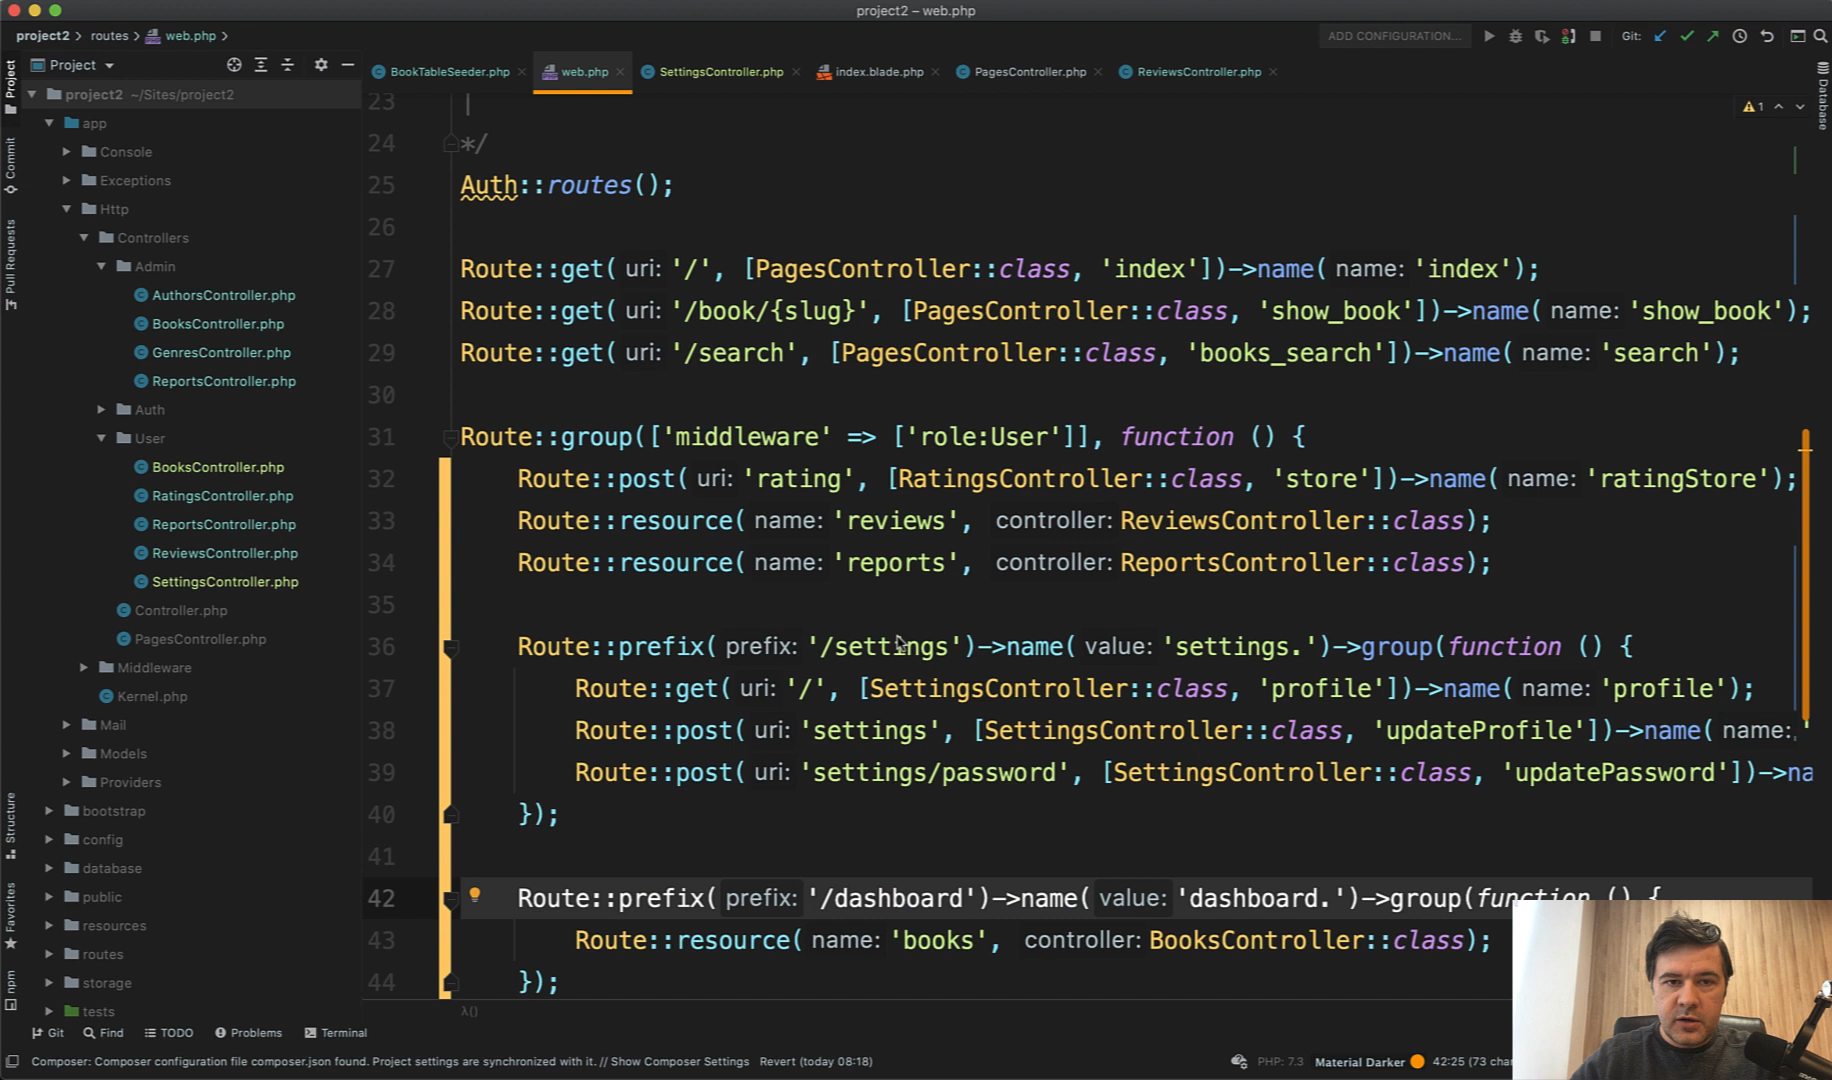 project2 – web.php
project2 > routes > web.php >
ADD CONFIGURATION...
Git:
Project
BookTableSeeder.php
web.php
SettingsController.php
index.blade.php
PagesController.php
ReviewsController.php
Project
Commit
Pull Requests
Structure
Favorites
npm
Database
1
project2 ~/Sites/project2
app
Console
Exceptions
Http
Controllers
Admin
AuthorsController.php
BooksController.php
GenresController.php
ReportsController.php
Auth
User
BooksController.php
RatingsController.php
ReportsController.php
ReviewsController.php
SettingsController.php
Controller.php
PagesController.php
Middleware
Kernel.php
Mail
Models
Providers
bootstrap
config
database
public
resources
routes
storage
tests
23 |
24 */
25 Auth::routes();
26
27 Route::get( uri: '/', [PagesController::class, 'index'])->name( name: 'index');
28 Route::get( uri: '/book/{slug}', [PagesController::class, 'show_book'])->name( name: 'show_book');
29 Route::get( uri: '/search', [PagesController::class, 'books_search'])->name( name: 'search');
30
31 Route::group(['middleware' => ['role:User']], function () {
32 Route::post( uri: 'rating', [RatingsController::class, 'store'])->name( name: 'ratingStore');
33 Route::resource( name: 'reviews', controller: ReviewsController::class);
34 Route::resource( name: 'reports', controller: ReportsController::class);
35
36 Route::prefix( prefix: '/settings')->name( value: 'settings.')->group(function () {
37 Route::get( uri: '/', [SettingsController::class, 'profile'])->name( name: 'profile');
38 Route::post( uri: 'settings', [SettingsController::class, 'updateProfile'])->name( name: '
39 Route::post( uri: 'settings/password', [SettingsController::class, 'updatePassword'])->na
40 });
41
42 Route::prefix( prefix: '/dashboard')->name( value: 'dashboard.')->group(function () {
43 Route::resource( name: 'books', controller: BooksController::class);
44 });
λ()
Git Find TODO Problems Terminal
Composer: Composer configuration file composer.json found. Project settings are synchronized with it. // Show Composer Settings Revert (today 08:18)
PHP: 7.3 Material Darker 42:25 (73 char